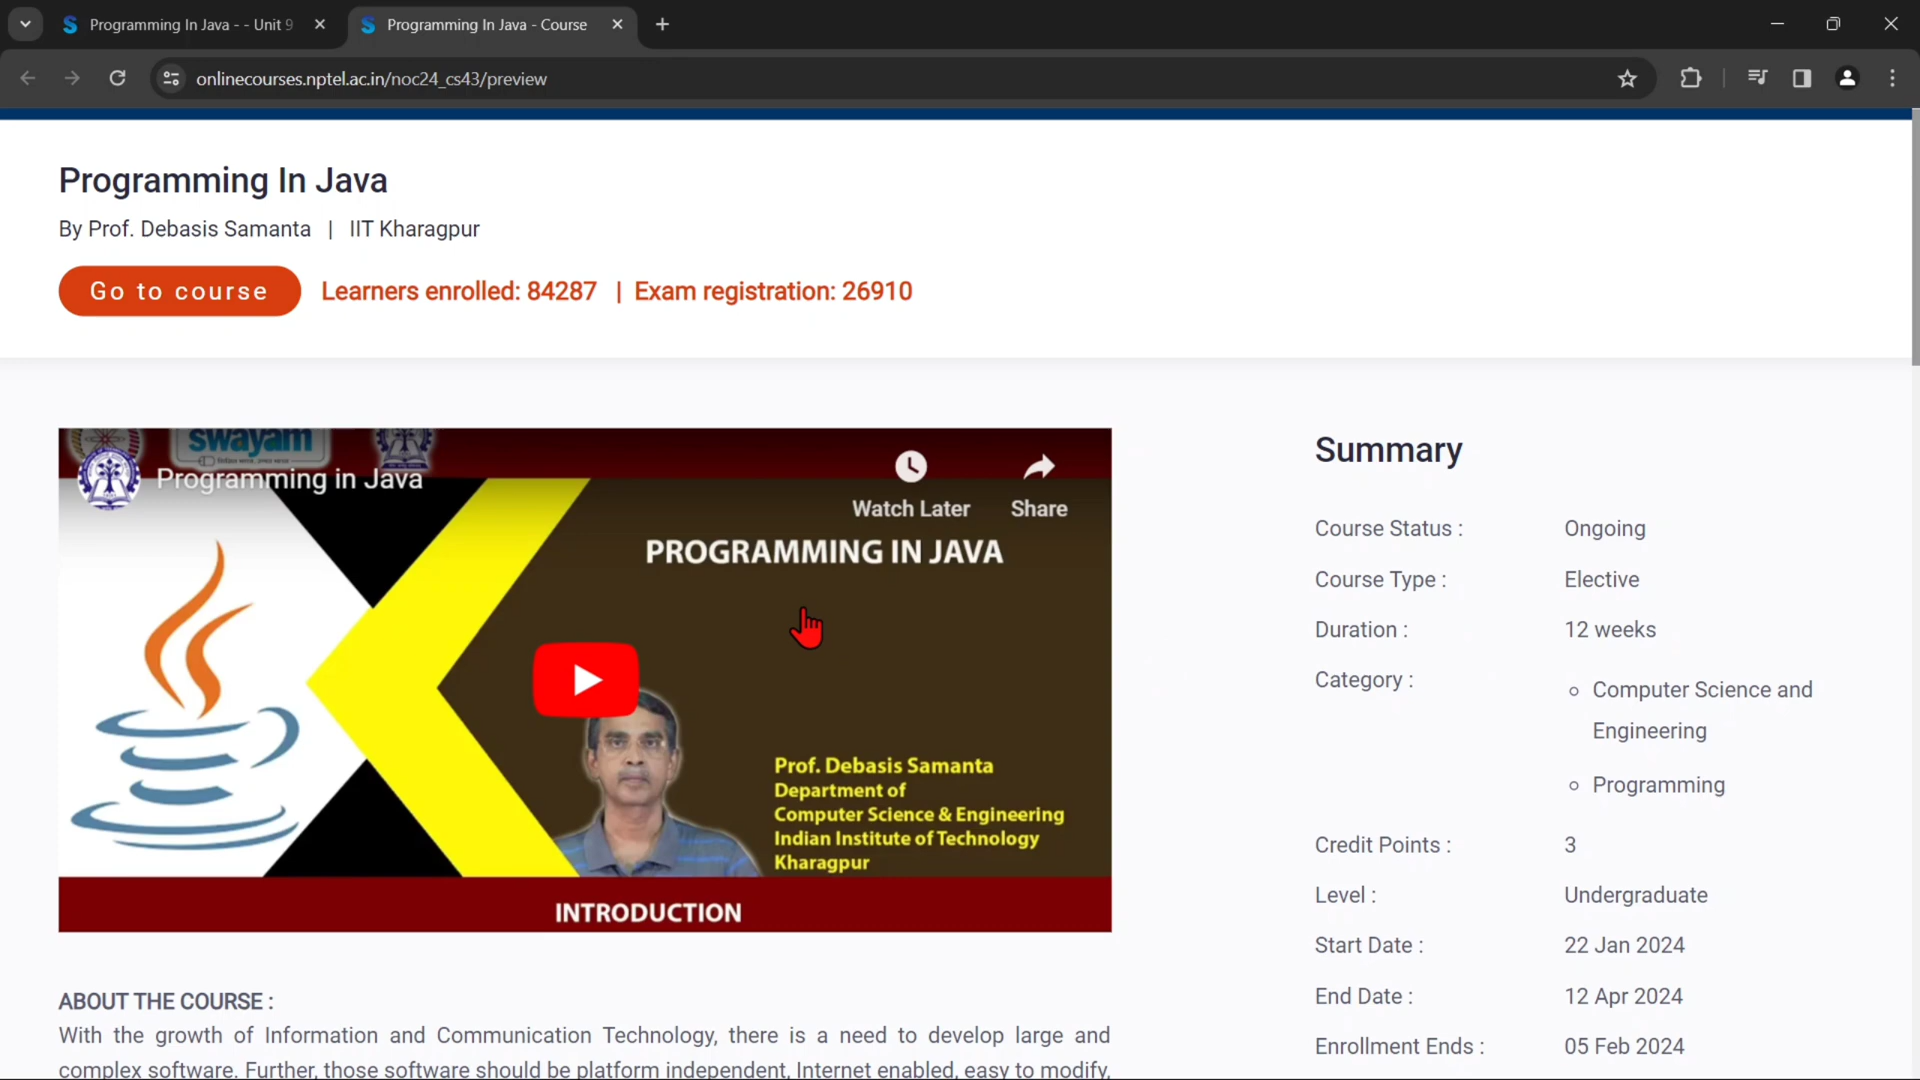 Programming In Java - - Unit 9
Programming In Java - Course
onlinecourses.nptel.ac.in/noc24_cs43/preview
Programming In Java
By Prof. Debasis Samanta | IIT Kharagpur
Go to course
Learners enrolled: 84287 | Exam registration: 26910
swayam
Programming in Java
Watch Later
Share
PROGRAMMING IN JAVA
Prof. Debasis Samanta
Department of
Computer Science & Engineering
Indian Institute of Technology
Kharagpur
INTRODUCTION
ABOUT THE COURSE :
With the growth of Information and Communication Technology, there is a need to develop large and
complex software. Further, those software should be platform independent, Internet enabled, easy to modify,
Summary
Course Status : Ongoing
Course Type : Elective
Duration : 12 weeks
Category :
Computer Science and
Engineering
Programming
Credit Points : 3
Level : Undergraduate
Start Date : 22 Jan 2024
End Date : 12 Apr 2024
Enrollment Ends : 05 Feb 2024